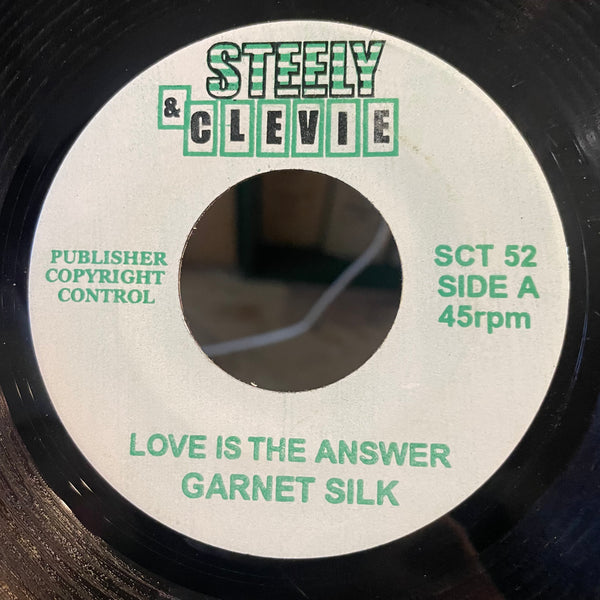 STEELY
& CLEVIE
PUBLISHER
COPYRIGHT
CONTROL
SCT 52
SIDE A
45rpm
LOVE IS THE ANSWER
GARNET SILK